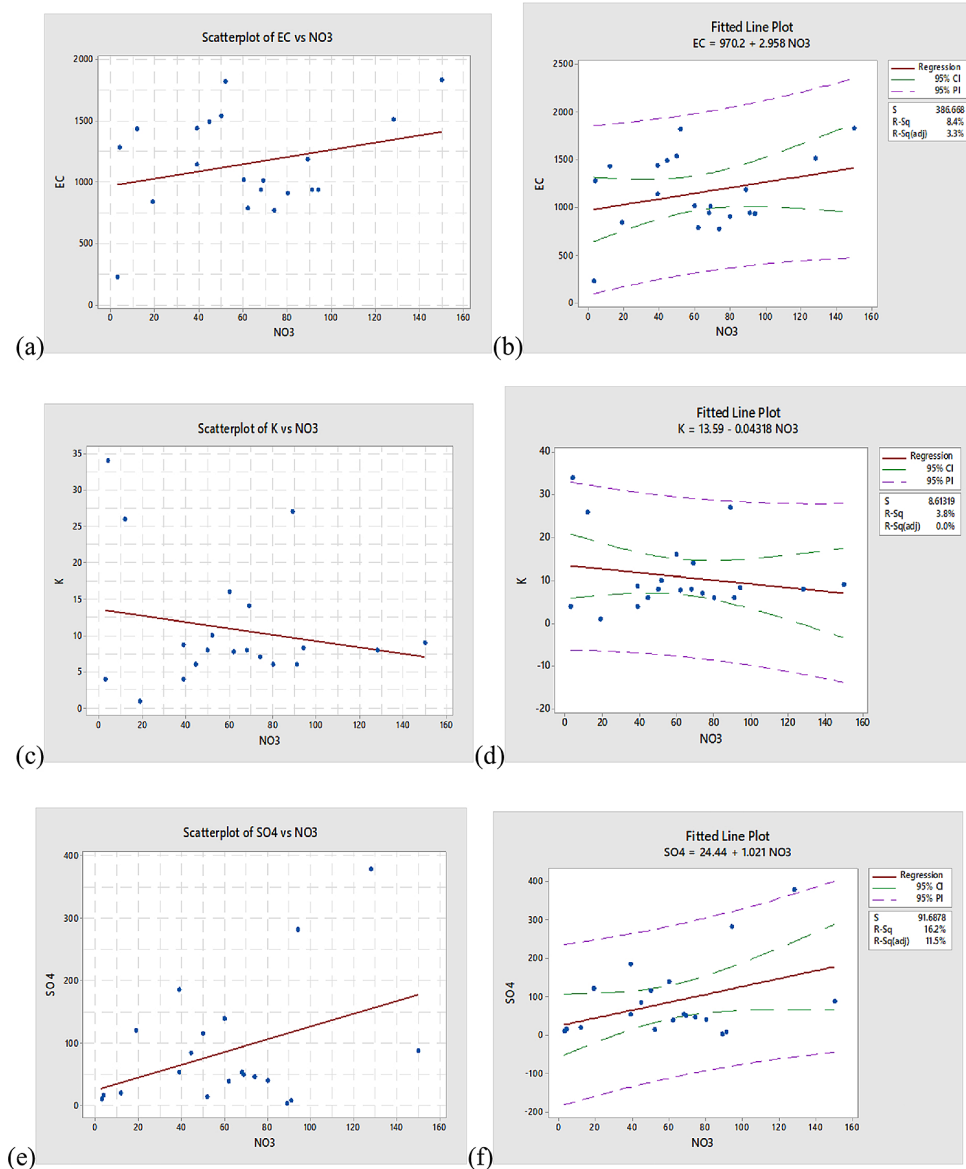 Scatterplot of EC vs NO3
2000
1500
1000
500
0
EC
0 20 40 60 80 100 120 140 160
NO3
(a)
Fitted Line Plot
EC = 970.2 + 2.958 NO3
2500
2000
1500
1000
500
0
EC
0 20 40 60 80 100 120 140 160
NO3
Regression
95% CI
95% PI
S 386.668
R-Sq 8.4%
R-Sq(adj) 3.3%
(b)
Scatterplot of K vs NO3
35
30
25
20
15
10
5
0
K
0 20 40 60 80 100 120 140 160
NO3
(c)
Fitted Line Plot
K = 13.59 - 0.04318 NO3
40
30
20
10
0
-10
-20
K
0 20 40 60 80 100 120 140 160
NO3
Regression
95% CI
95% PI
S 8.61319
R-Sq 3.8%
R-Sq(adj) 0.0%
(d)
Scatterplot of SO4 vs NO3
400
300
200
100
0
SO4
0 20 40 60 80 100 120 140 160
NO3
(e)
Fitted Line Plot
SO4 = 24.44 + 1.021 NO3
400
300
200
100
0
-100
-200
SO4
0 20 40 60 80 100 120 140 160
NO3
Regression
95% CI
95% PI
S 91.6878
R-Sq 16.2%
R-Sq(adj) 11.5%
(f)